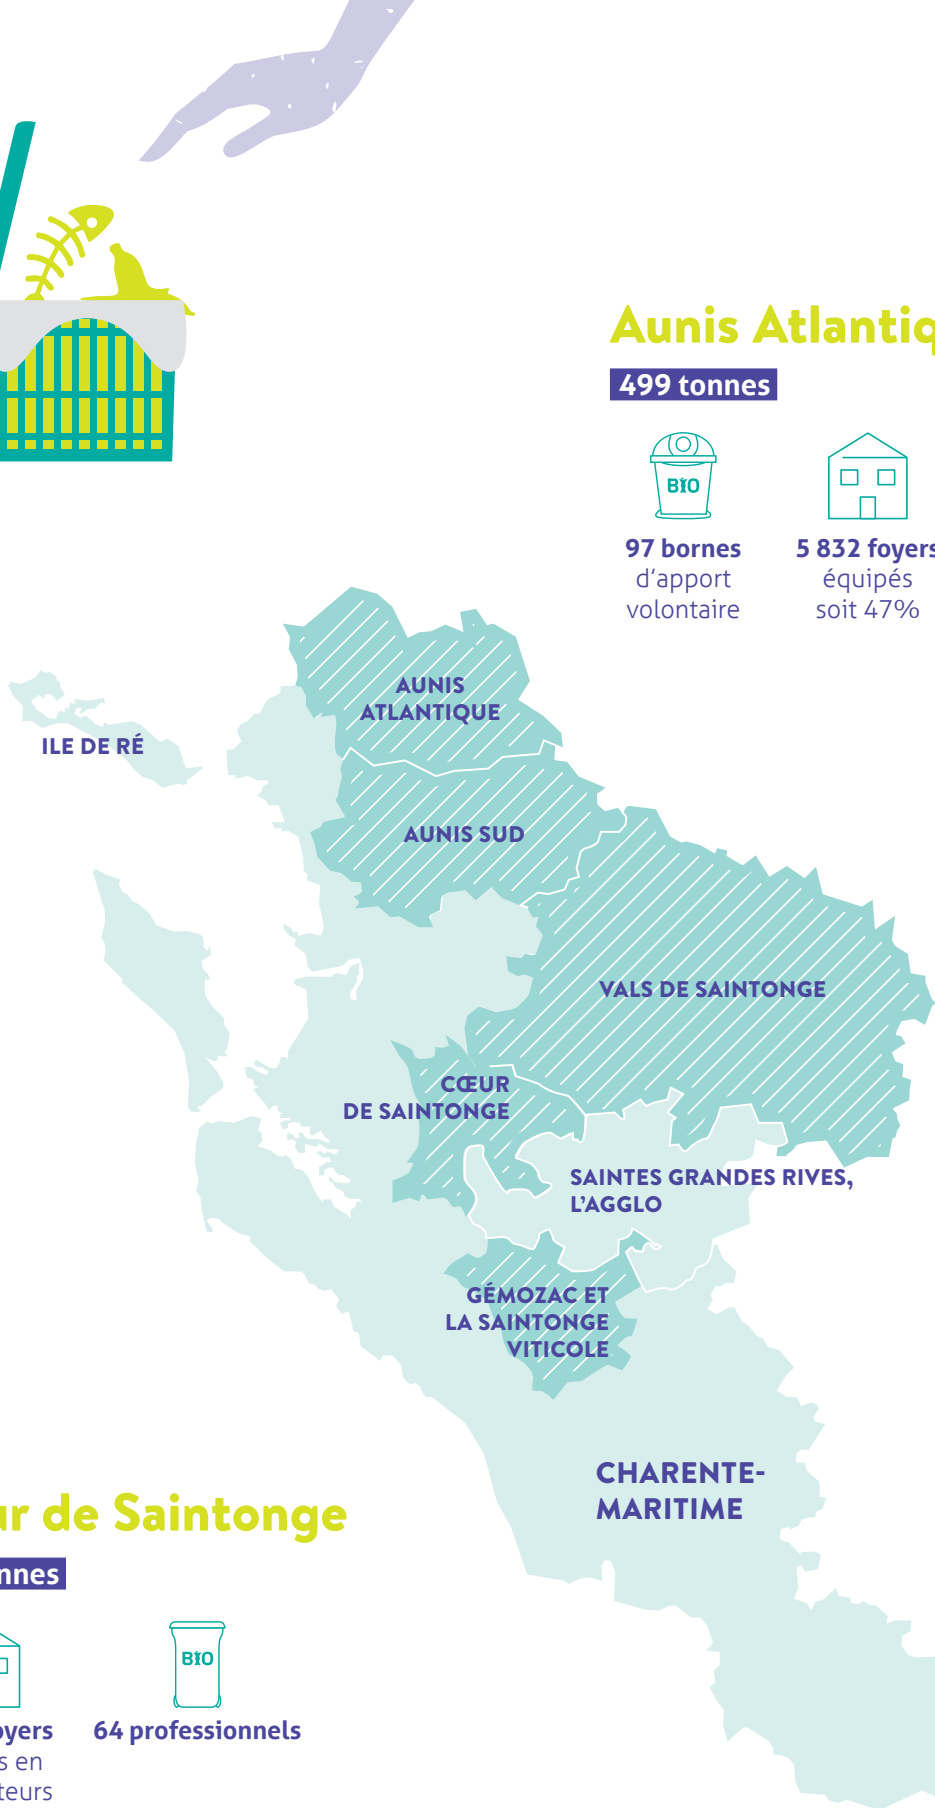 Aunis Atlantiq
499 tonnes
BIO
97 bornes
d'apport
volontaire
5 832 foyers
équipés
soit 47%
AUNIS
ATLANTIQUE
ILE DE RÉ
AUNIS SUD
VALS DE SAINTONGE
CŒUR
DE SAINTONGE
SAINTES GRANDES RIVES,
L'AGGLO
GÉMOZAC ET
LA SAINTONGE
VITICOLE
CHARENTE-
MARITIME
ur de Saintonge
nnes
oyers
s en
teurs
BIO
64 professionnels